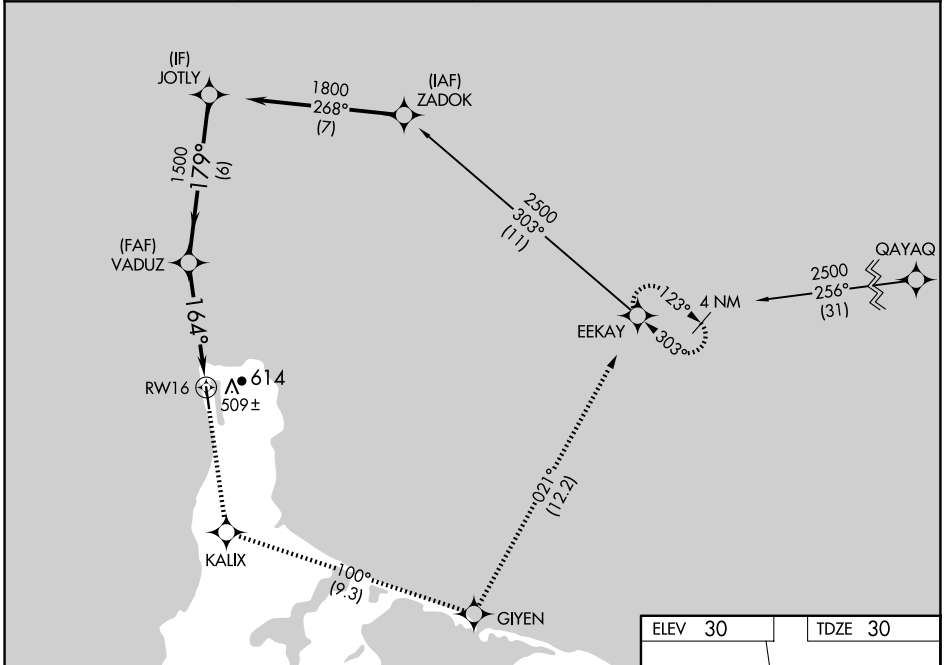 (IF)
JOTLY
1800
268°
(7)
(IAF)
ZADOK
1500
179°
(6)
2500
303°
(11)
(FAF)
VADUZ
QAYAQ
2500
256°
(31)
123°
4 NM
EEKAY
303°
164°
RW16
614
509±
021°
(12.2)
KALIX
100°
(9.3)
GIYEN
ELEV 30
TDZE 30